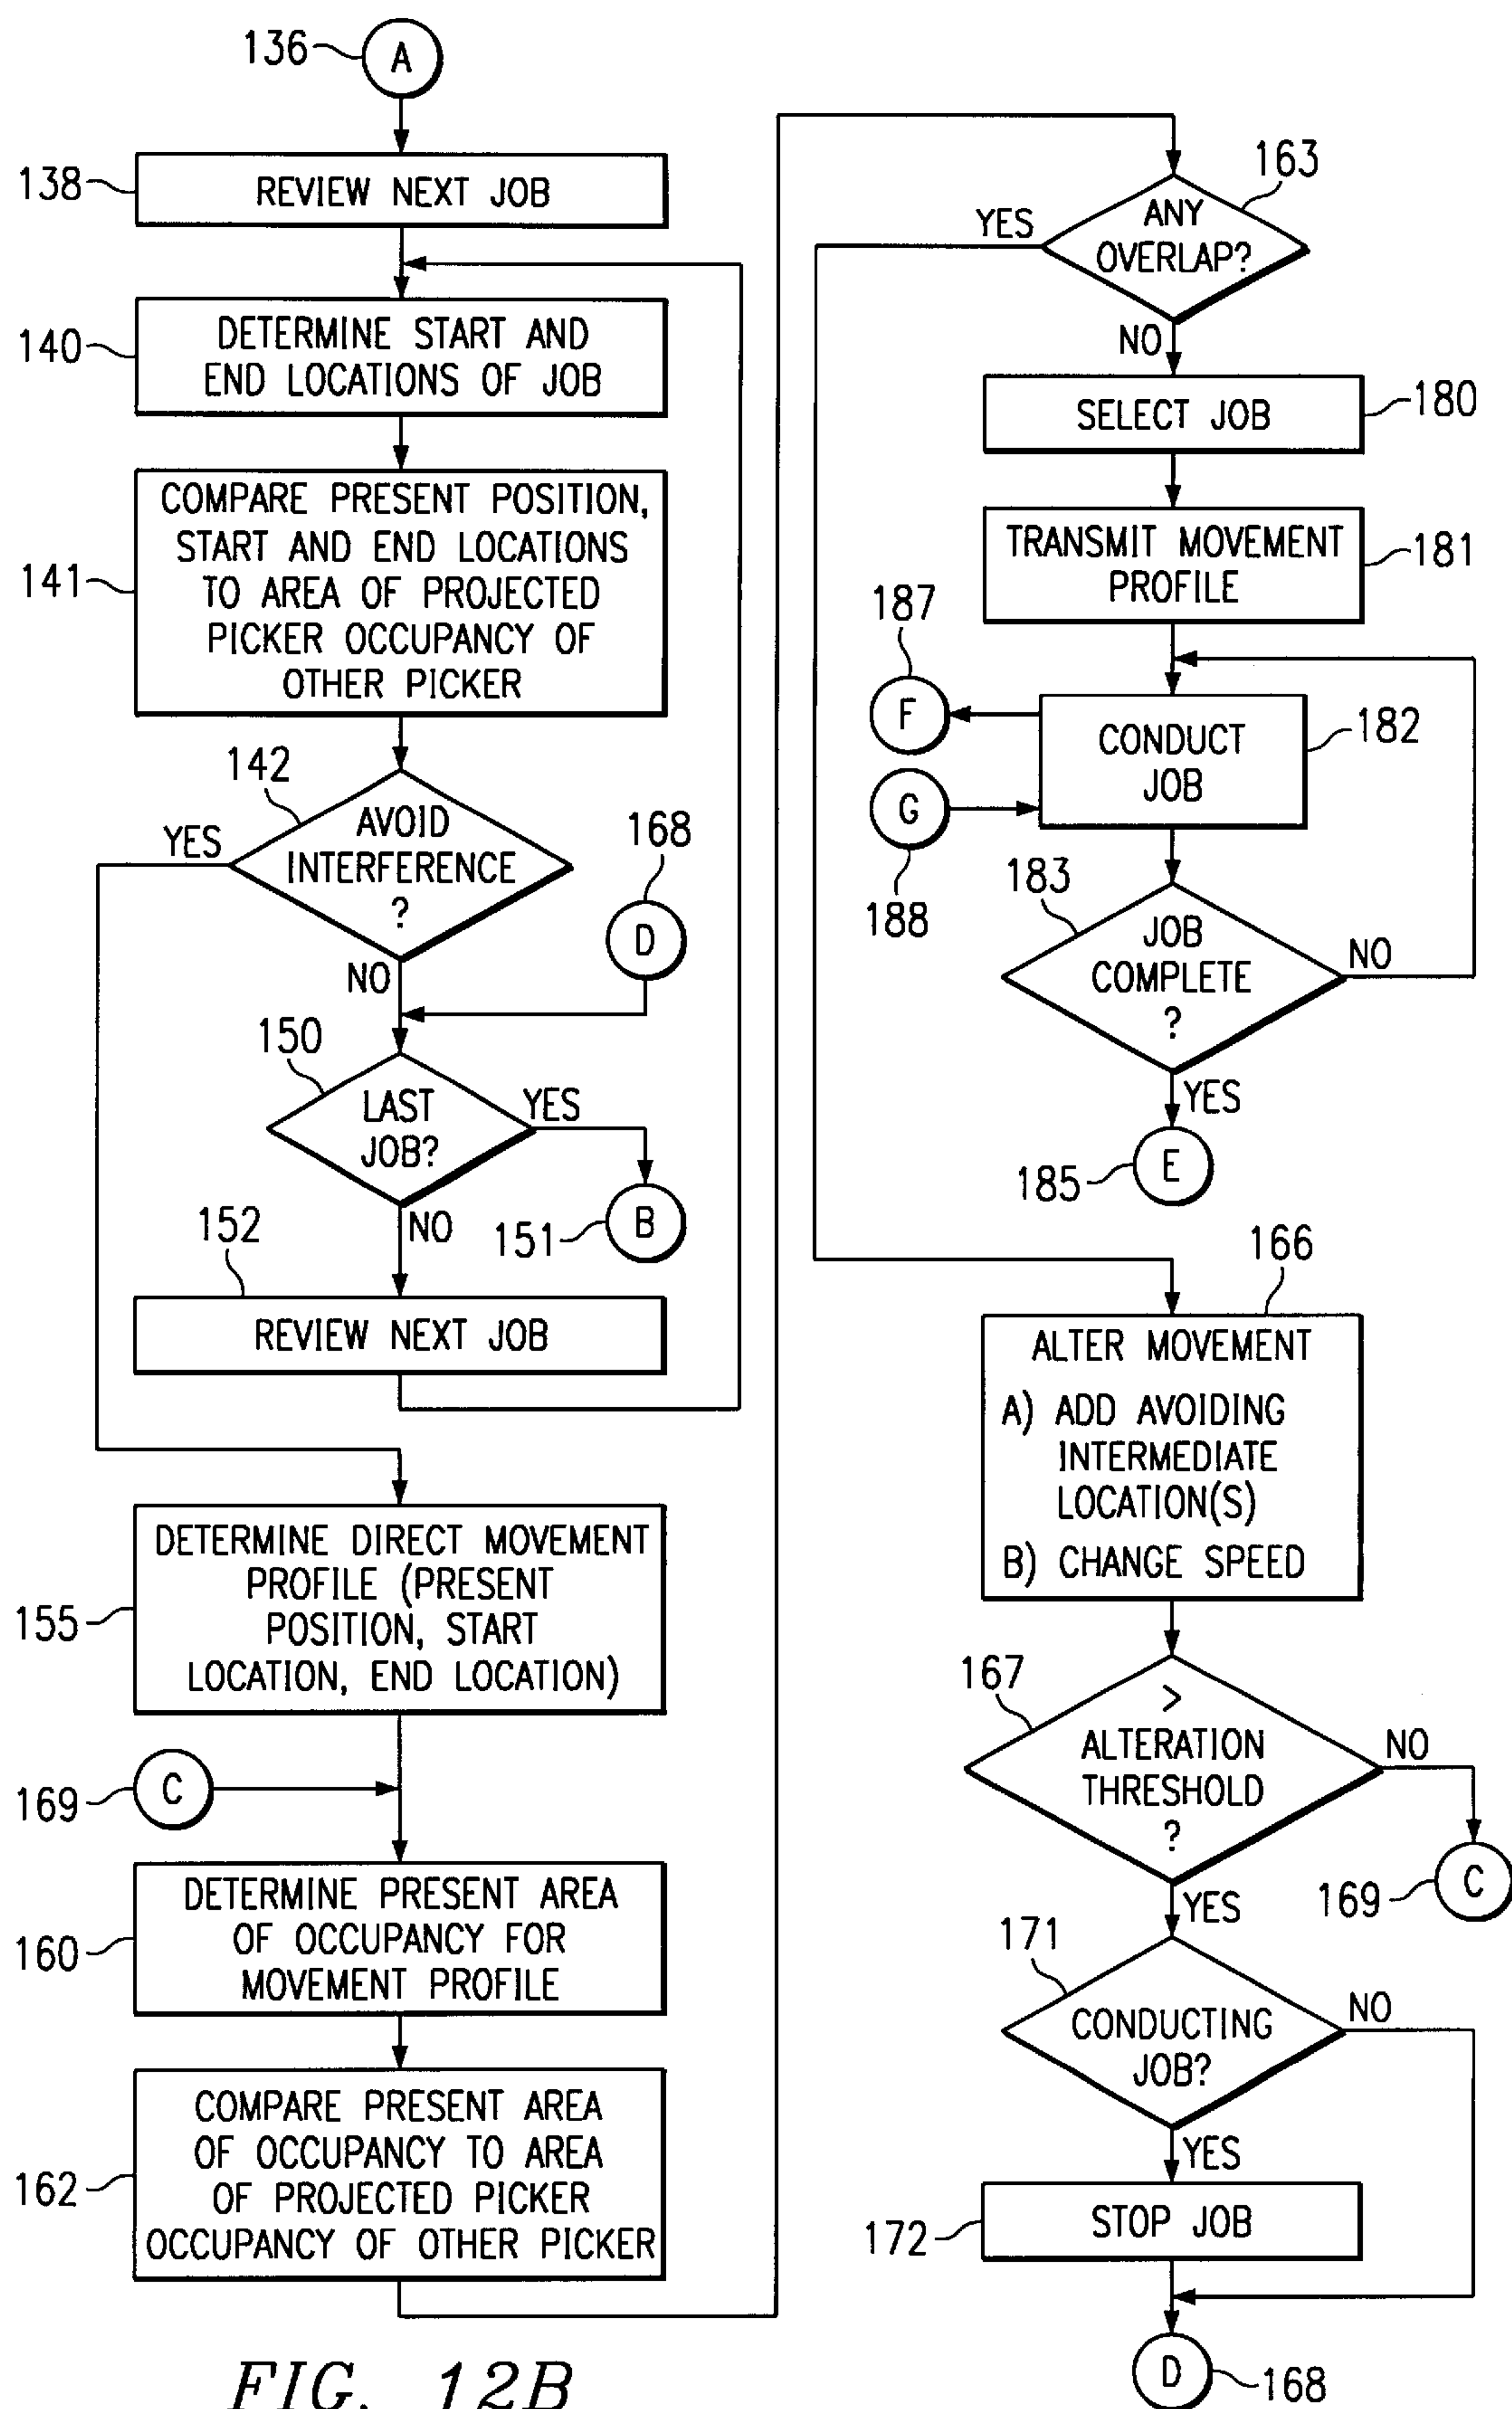 136
A
138
REVIEW NEXT JOB
140
DETERMINE START AND
END LOCATIONS OF JOB
141
COMPARE PRESENT POSITION,
START AND END LOCATIONS
TO AREA OF PROJECTED
PICKER OCCUPANCY OF
OTHER PICKER
142
AVOID
INTERFERENCE
?
YES
NO
168
D
150
LAST
JOB?
YES
NO
151
B
152
REVIEW NEXT JOB
155
DETERMINE DIRECT MOVEMENT
PROFILE (PRESENT
POSITION, START
LOCATION, END LOCATION)
169
C
160
DETERMINE PRESENT AREA
OF OCCUPANCY FOR
MOVEMENT PROFILE
162
COMPARE PRESENT AREA
OF OCCUPANCY TO AREA
OF PROJECTED PICKER
OCCUPANCY OF OTHER PICKER
163
ANY
OVERLAP?
YES
NO
SELECT JOB
180
TRANSMIT MOVEMENT
PROFILE
181
187
F
CONDUCT
JOB
182
G
188
183
JOB
COMPLETE
?
NO
YES
185
E
166
ALTER MOVEMENT
A) ADD AVOIDING
INTERMEDIATE
LOCATION(S)
B) CHANGE SPEED
167
>
ALTERATION
THRESHOLD
?
NO
YES
169
C
171
CONDUCTING
JOB?
NO
YES
172
STOP JOB
D
168
FIG. 12B